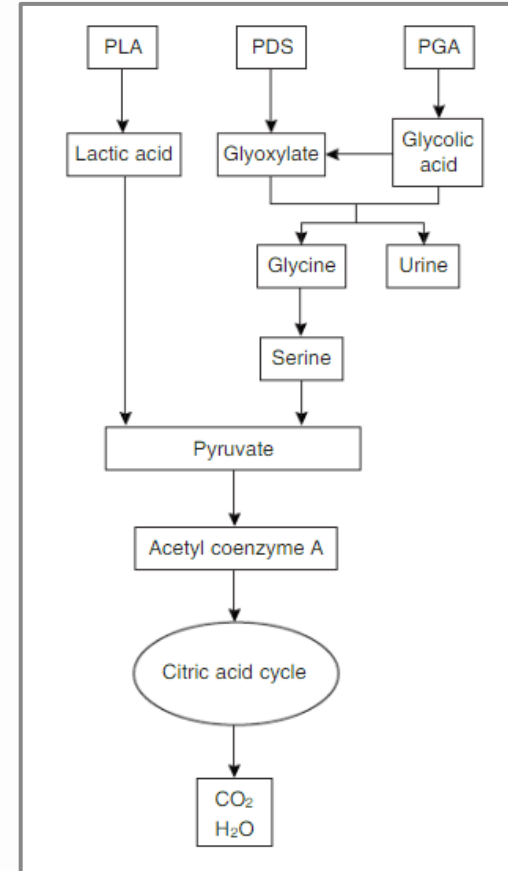 PLA
PDS
PGA
Lactic acid
Glyoxylate
Glycolic
acid
Glycine
Urine
Serine
Pyruvate
Acetyl coenzyme A
Citric acid cycle
CO₂
H₂O